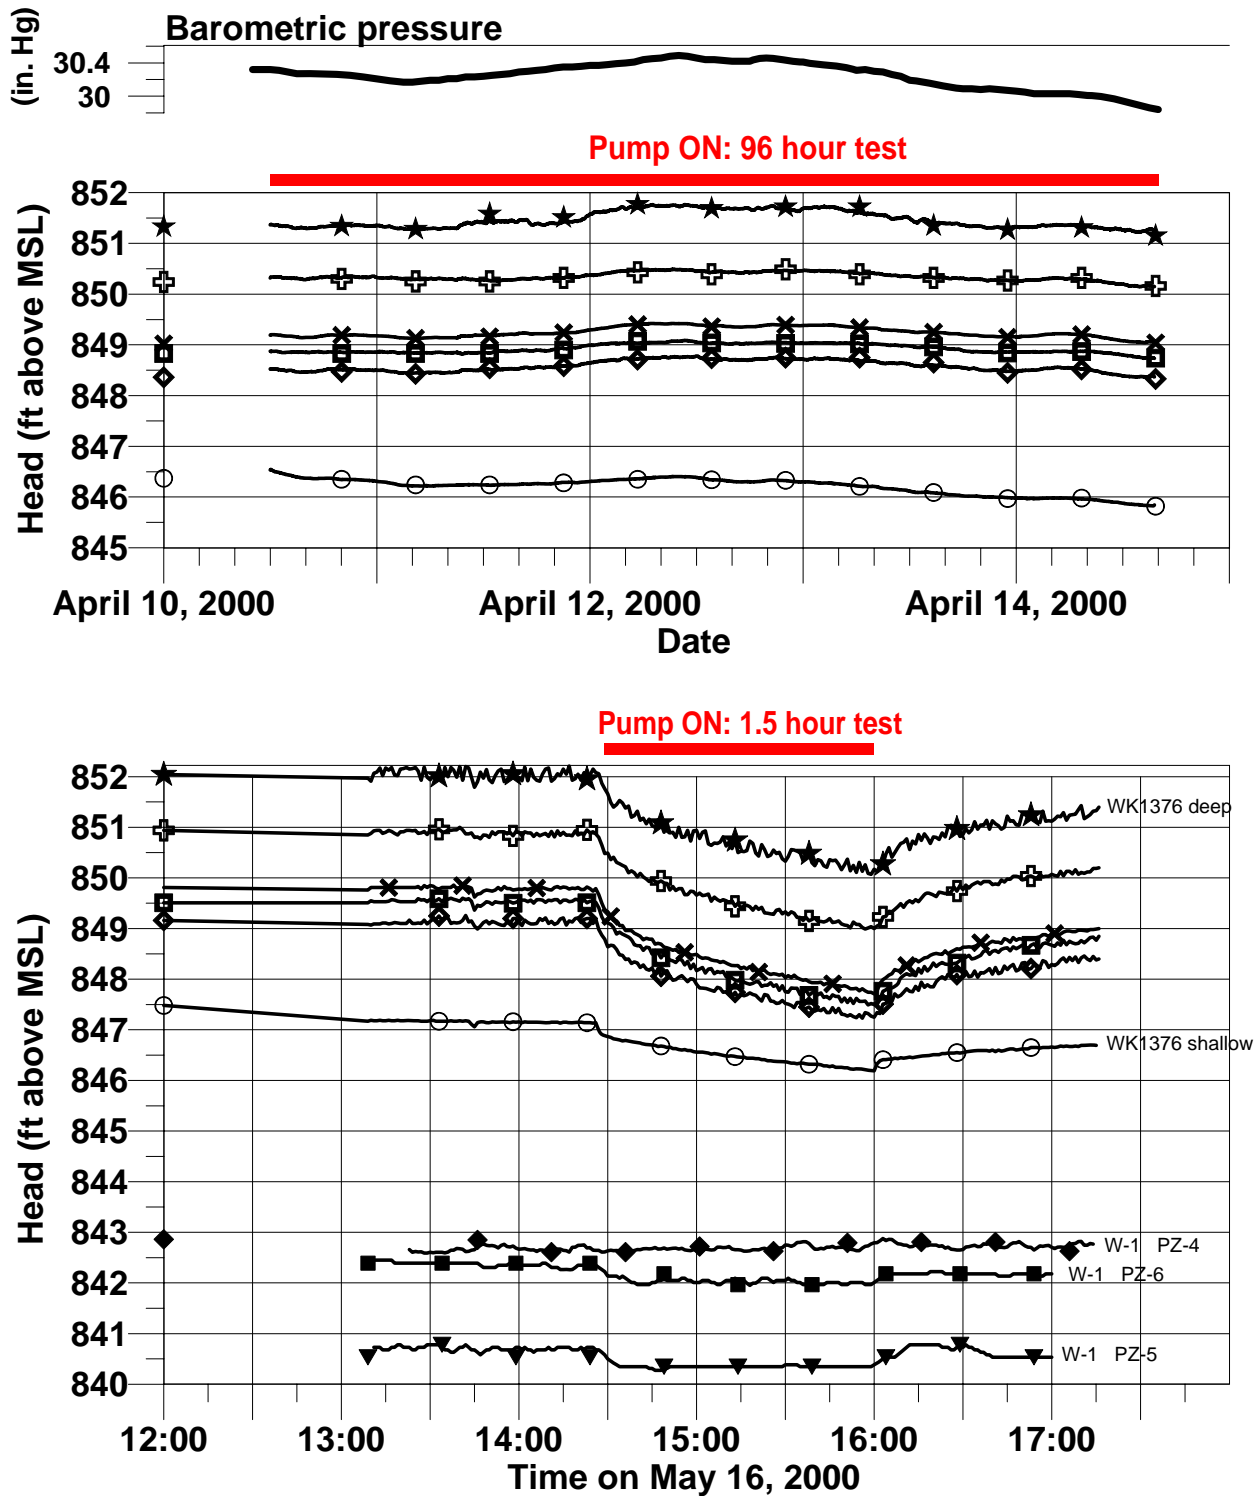 Barometric pressure
(in. Hg)
30.4
30
Pump ON: 96 hour test
Head (ft above MSL)
852
851
850
849
848
847
846
845
April 10, 2000
April 12, 2000
April 14, 2000
Date
Pump ON: 1.5 hour test
Head (ft above MSL)
852
851
850
849
848
847
846
845
844
843
842
841
840
WK1376 deep
WK1376 shallow
W-1 PZ-4
W-1 PZ-6
W-1 PZ-5
12:00
13:00
14:00
15:00
16:00
17:00
Time on May 16, 2000